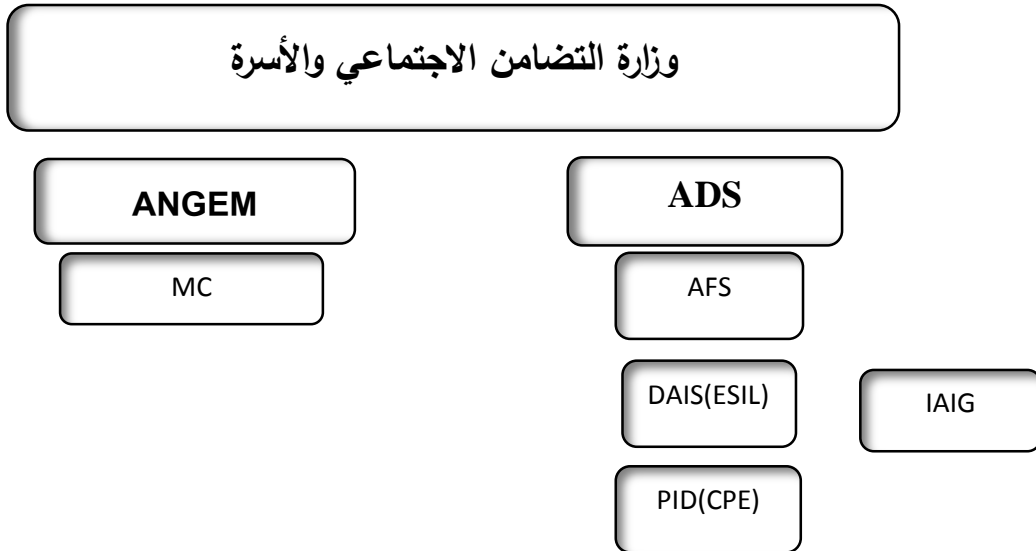 وزارة التضامن الاجتماعي والأسرة
ANGEM
ADS
MC
AFS
DAIS(ESIL)
IAIG
PID(CPE)